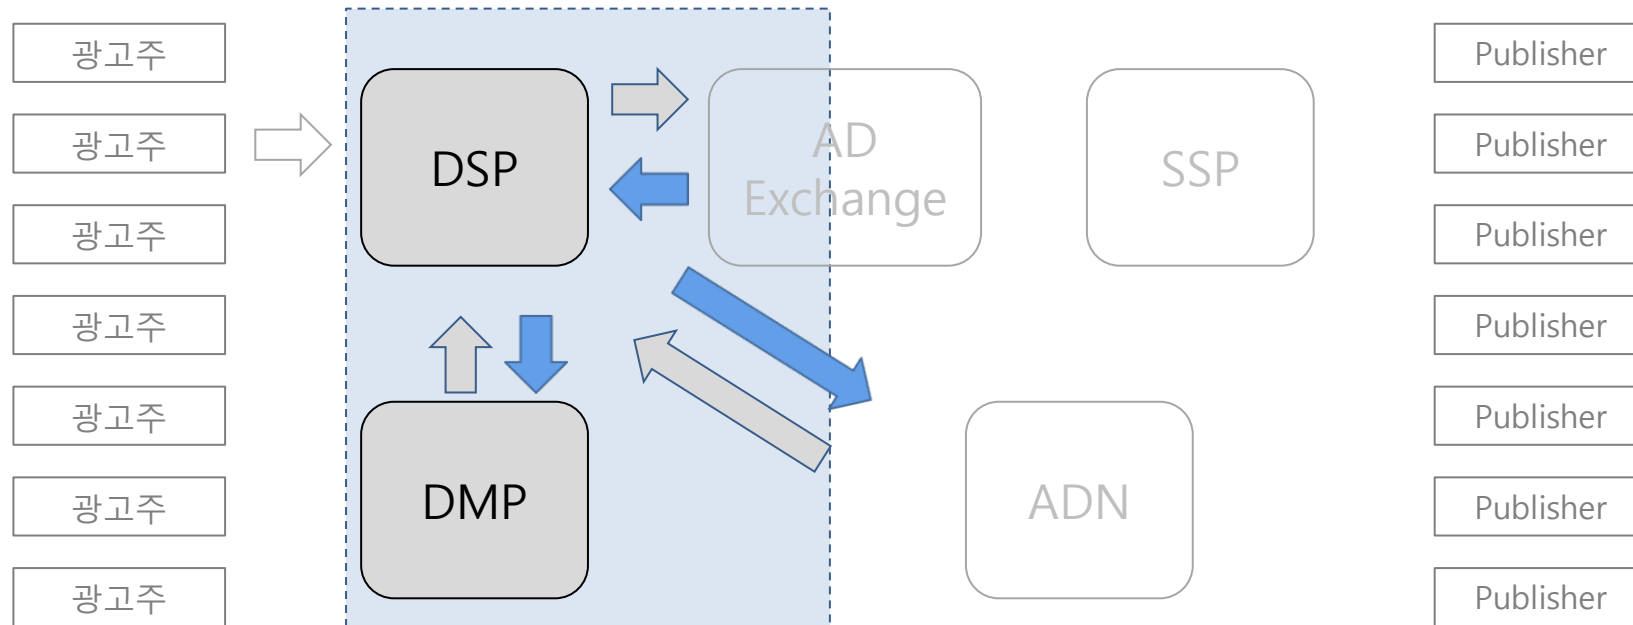 광고주
광고주
광고주
광고주
광고주
광고주
광고주
DSP
AD
Exchange
SSP
DMP
ADN
Publisher
Publisher
Publisher
Publisher
Publisher
Publisher
Publisher